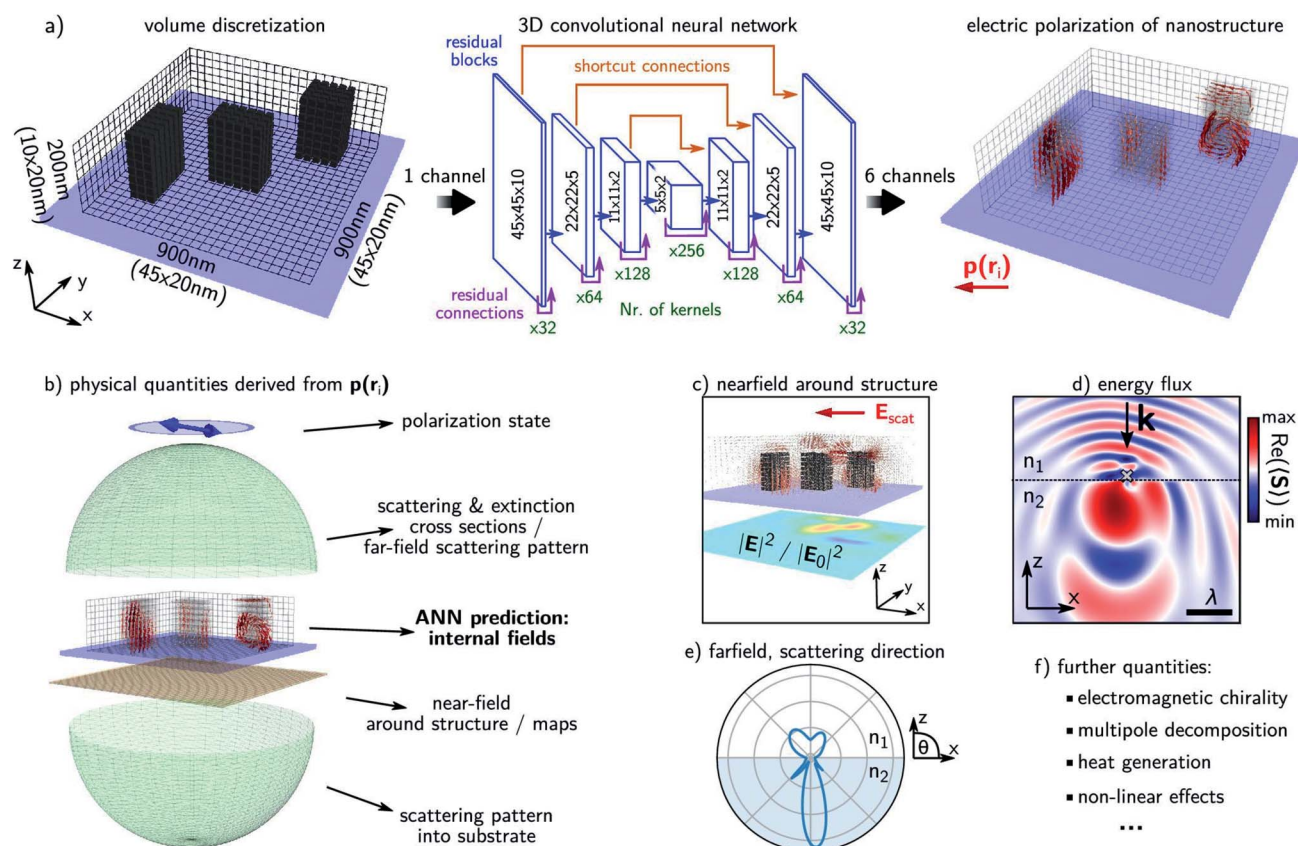 a)
volume discretization
200nm
(10x20nm)
900nm
(45x20nm)
900nm
(45x20nm)
z
y
x
3D convolutional neural network
residual
blocks
shortcut connections
1 channel
45x45x10
22x22x5
11x11x2
5x5x2
11x11x2
22x22x5
45x45x10
6 channels
x256
x128
x128
x64
x64
residual
connections
Nr. of kernels
x32
x32
electric polarization of nanostructure
p(rᵢ)
b) physical quantities derived from p(rᵢ)
polarization state
scattering & extinction
cross sections /
far-field scattering pattern
ANN prediction:
internal fields
near-field
around structure / maps
scattering pattern
into substrate
c) nearfield around structure
E_scat
|E|² / |E₀|²
z
y
x
d) energy flux
k
n₁
n₂
z
x
λ
max
Re(⟨S⟩)
min
e) farfield, scattering direction
n₁
n₂
z
θ
x
f) further quantities:
▪ electromagnetic chirality
▪ multipole decomposition
▪ heat generation
▪ non-linear effects
...